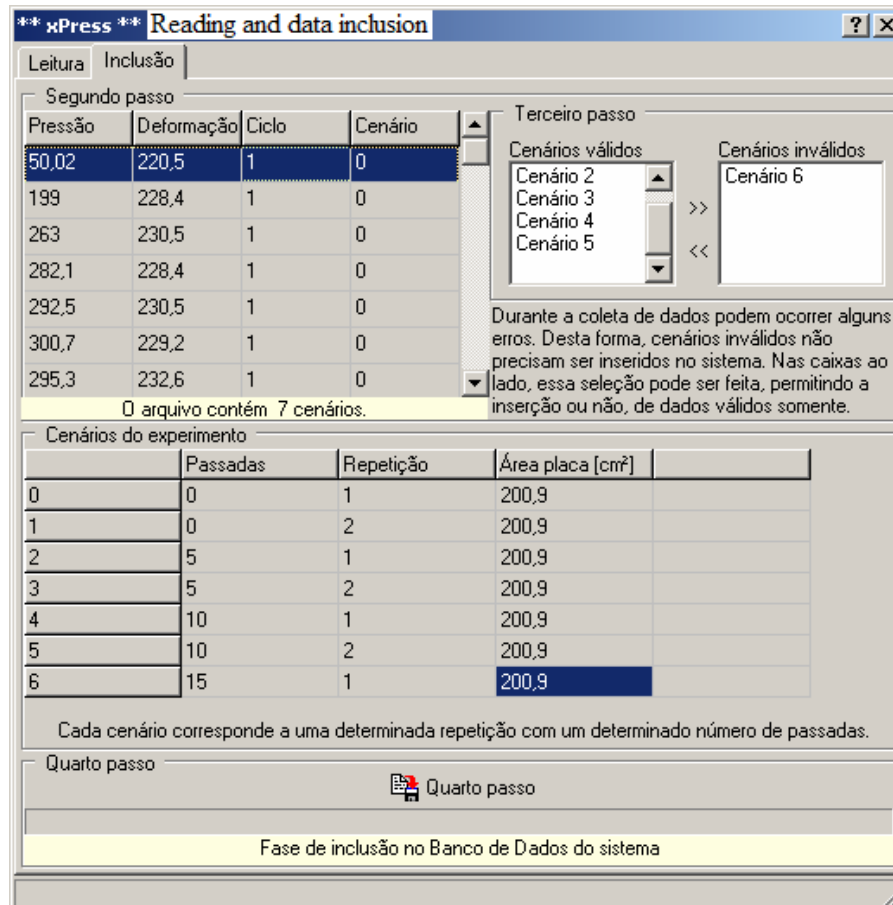 ** xPress ** Reading and data inclusion
Leitura Inclusão
Segundo passo
Pressão Deformação Ciclo Cenário
50,02 220,5 1 0
199 228,4 1 0
263 230,5 1 0
282,1 228,4 1 0
292,5 230,5 1 0
300,7 229,2 1 0
295,3 232,6 1 0
O arquivo contém 7 cenários.
Terceiro passo
Cenários válidos Cenários inválidos
Cenário 2 Cenário 6
Cenário 3
Cenário 4
Cenário 5
>>
<<
Durante a coleta de dados podem ocorrer alguns
erros. Desta forma, cenários inválidos não
precisam ser inseridos no sistema. Nas caixas ao
lado, essa seleção pode ser feita, permitindo a
inserção ou não, de dados válidos somente.
Cenários do experimento
Passadas Repetição Área placa [cm²]
0 0 1 200,9
1 0 2 200,9
2 5 1 200,9
3 5 2 200,9
4 10 1 200,9
5 10 2 200,9
6 15 1 200,9
Cada cenário corresponde a uma determinada repetição com um determinado número de passadas.
Quarto passo
Quarto passo
Fase de inclusão no Banco de Dados do sistema